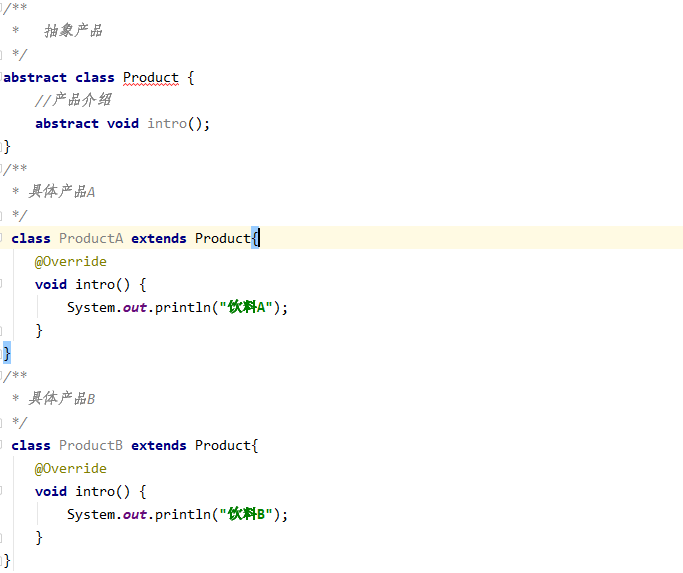 /**
 *   抽象产品
 */
abstract class Product {
    //产品介绍
    abstract void intro();
}
/**
 * 具体产品A
 */
 class ProductA extends Product{
    @Override
    void intro() {
        System.out.println("饮料A");
    }
}
/**
 * 具体产品B
 */
 class ProductB extends Product{
    @Override
    void intro() {
        System.out.println("饮料B");
    }
}